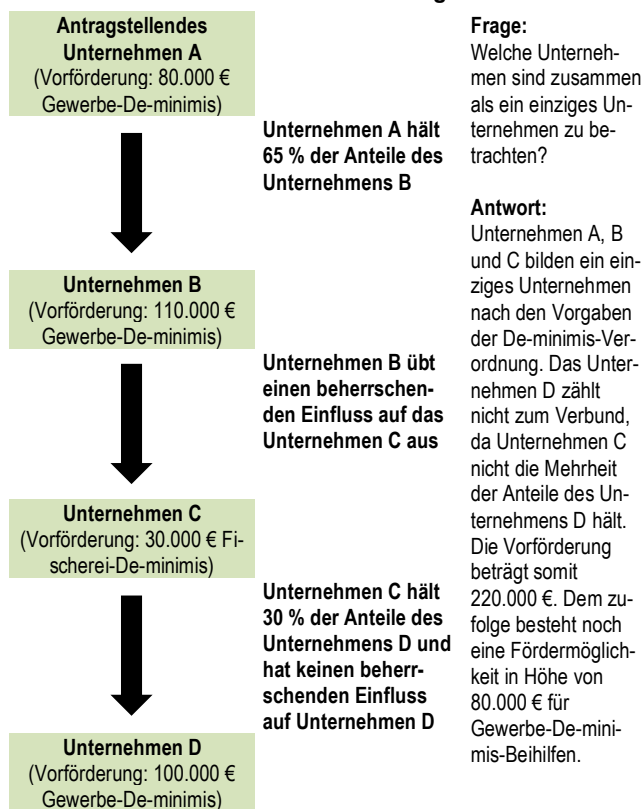 Antragstellendes
Unternehmen A
(Vorförderung: 80.000 €
Gewerbe-De-minimis)
Unternehmen A hält
65 % der Anteile des
Unternehmens B
Unternehmen B
(Vorförderung: 110.000 €
Gewerbe-De-minimis)
Unternehmen B übt
einen beherrschen-
den Einfluss auf das
Unternehmen C aus
Unternehmen C
(Vorförderung: 30.000 € Fi-
scherei-De-minimis)
Unternehmen C hält
30 % der Anteile des
Unternehmens D und
hat keinen beherr-
schenden Einfluss
auf Unternehmen D
Unternehmen D
(Vorförderung: 100.000 €
Gewerbe-De-minimis)
Frage:
Welche Unterneh-
men sind zusammen
als ein einziges Un-
ternehmen zu be-
trachten?
Antwort:
Unternehmen A, B
und C bilden ein ein-
ziges Unternehmen
nach den Vorgaben
der De-minimis-Ver-
ordnung. Das Unter-
nehmen D zählt
nicht zum Verbund,
da Unternehmen C
nicht die Mehrheit
der Anteile des Un-
ternehmens D hält.
Die Vorförderung
beträgt somit
220.000 €. Dem zu-
folge besteht noch
eine Fördermöglich-
keit in Höhe von
80.000 € für
Gewerbe-De-mini-
mis-Beihilfen.